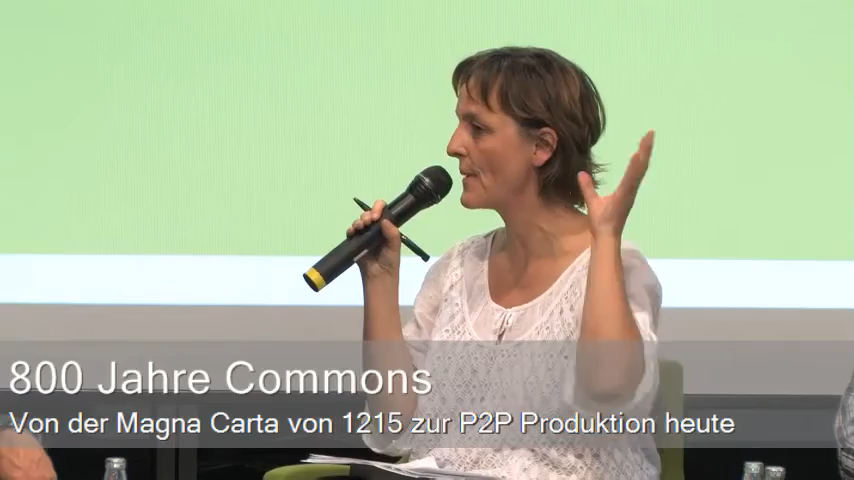 800 Jahre Commons
Von der Magna Carta von 1215 zur P2P Produktion heute